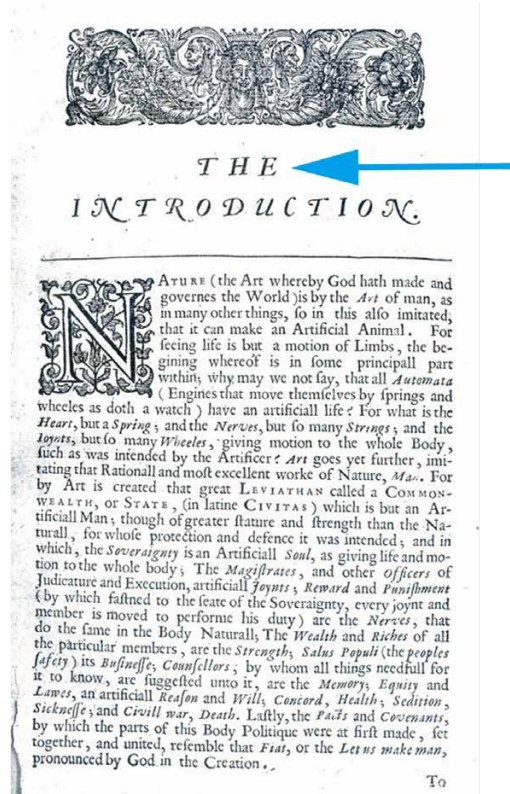 THE
INTRODUCTION.
NATURE (the Art whereby God hath made and
governes the World) is by the Art of man, as
in many other things, so in this also imitated,
that it can make an Artificial Animal. For
seeing life is but a motion of Limbs, the be-
gining whereof is in some principall part
within; why may we not say, that all Automata
(Engines that move themselves by springs and
wheeles as doth a watch) have an artificiall life? For what is the
Heart, but a Spring; and the Nerves, but so many Strings; and the
Joynts, but so many Wheeles, giving motion to the whole Body,
such as was intended by the Artificer? Art goes yet further, imi-
tating that Rationall and most excellent worke of Nature, Man. For
by Art is created that great LEVIATHAN called a COMMON-
WEALTH, or STATE, (in latine CIVITAS) which is but an Ar-
tificiall Man; though of greater stature and strength than the Na-
turall, for whose protection and defence it was intended; and in
which, the Soveraignty is an Artificiall Soul, as giving life and mo-
tion to the whole body; The Magistrates, and other Officers of
Judicature and Execution, artificiall Joynts; Reward and Punishment
(by which fastned to the seate of the Soveraignty, every joynt and
member is moved to performe his duty) are the Nerves, that
do the same in the Body Naturall; The Wealth and Riches of all
the particular members, are the Strength; Salus Populi (the peoples
safety) its Businesse; Counsellors, by whom all things needfull for
it to know, are suggested unto it, are the Memory; Equity and
Lawes, an artificiall Reason and Will; Concord, Health; Sedition,
Sicknesse; and Civill war, Death. Lastly, the Pacts and Covenants,
by which the parts of this Body Politique were at first made, set
together, and united, resemble that Fiat, or the Let us make man,
pronounced by God in the Creation.
To